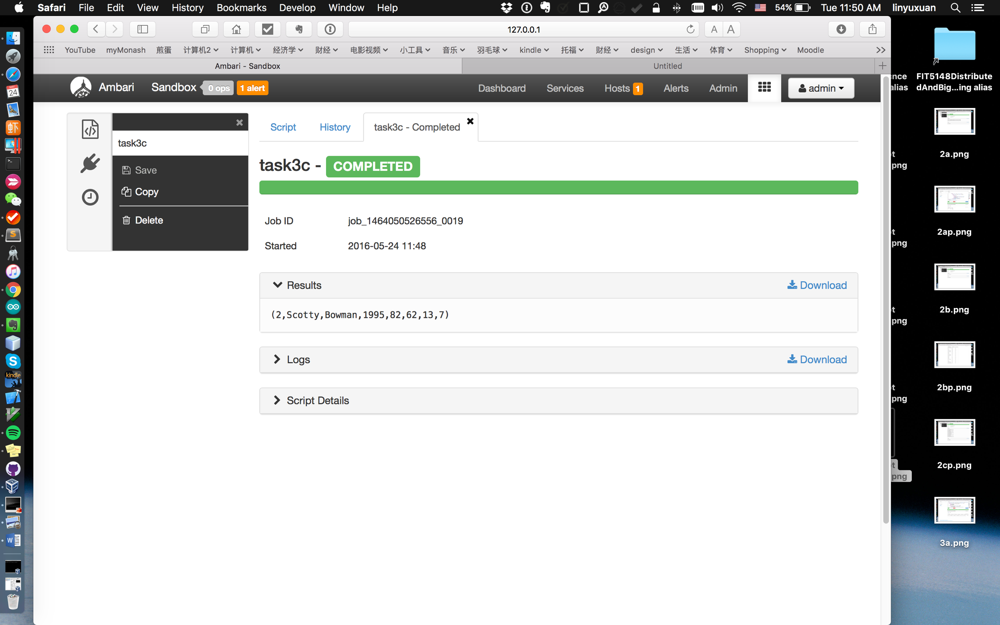 Safari File Edit View History Bookmarks Develop Window Help 54% Tue 11:50 AM linyuxuan
127.0.0.1 A A
YouTube myMonash 煎蛋 计算机2 计算机 经济学 财经 电影视频 小工具 音乐 羽毛球 kindle 托福 财经 design 生活 体育 Shopping Moodle
Ambari - Sandbox Untitled
Ambari Sandbox 0 ops 1 alert Dashboard Services Hosts 1 Alerts Admin admin
Script History task3c - Completed
task3c
Save
Copy
Delete
task3c - COMPLETED
Job ID job_1464050526556_0019
Started 2016-05-24 11:48
Results Download
(2,Scotty,Bowman,1995,82,62,13,7)
Logs Download
Script Details
MAY
24
虾
S
kindle
W
nce
alias
FIT5148Distribute
dAndBig...ing alias
2a.png
png
2ap.png
png
2b.png
png
2bp.png
png
2cp.png
png
3a.png